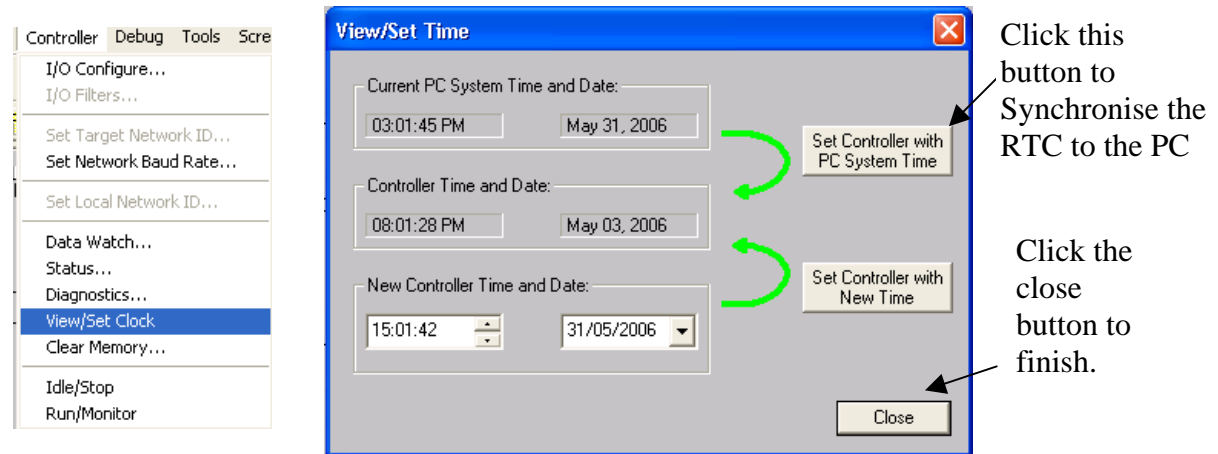 Controller Debug Tools Scre
I/O Configure...
I/O Filters...
Set Target Network ID...
Set Network Baud Rate...
Set Local Network ID...
Data Watch...
Status...
Diagnostics...
View/Set Clock
Clear Memory...
Idle/Stop
Run/Monitor
View/Set Time
Current PC System Time and Date:
03:01:45 PM May 31, 2006
Set Controller with
PC System Time
Controller Time and Date:
08:01:28 PM May 03, 2006
New Controller Time and Date:
15:01:42 31/05/2006
Set Controller with
New Time
Close
Click this
button to
Synchronise the
RTC to the PC
Click the
close
button to
finish.